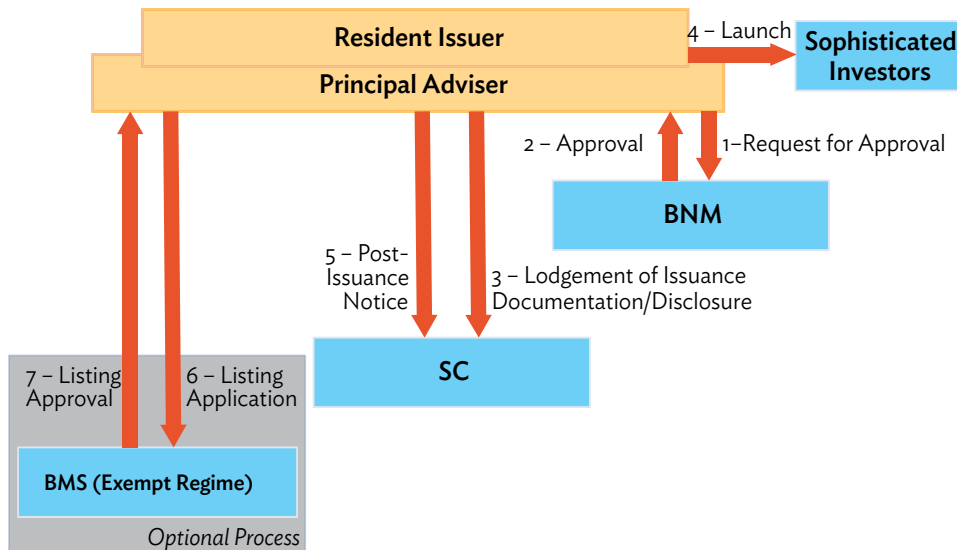 Resident Issuer
Principal Adviser
4 – Launch
Sophisticated
Investors
2 – Approval
1–Request for Approval
BNM
5 – Post-
Issuance
Notice
3 – Lodgement of Issuance
Documentation/Disclosure
SC
7 – Listing
Approval
6 – Listing
Application
BMS (Exempt Regime)
Optional Process